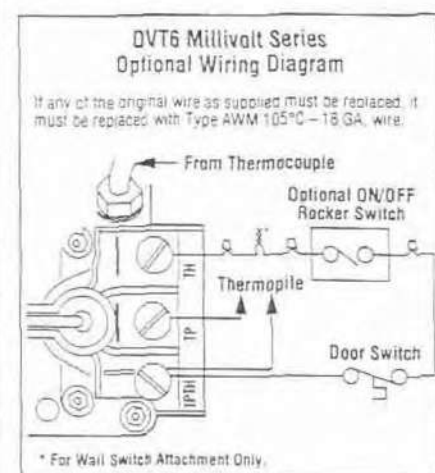 DVT6 Millivolt Series
Optional Wiring Diagram
If any of the original wire as supplied must be replaced, it
must be replaced with Type AWM 105°C – 18 GA. wire.
From Thermocouple
Optional ON/OFF
Rocker Switch
*
TH
Thermopile
TP
Door Switch
TPTH
* For Wall Switch Attachment Only.